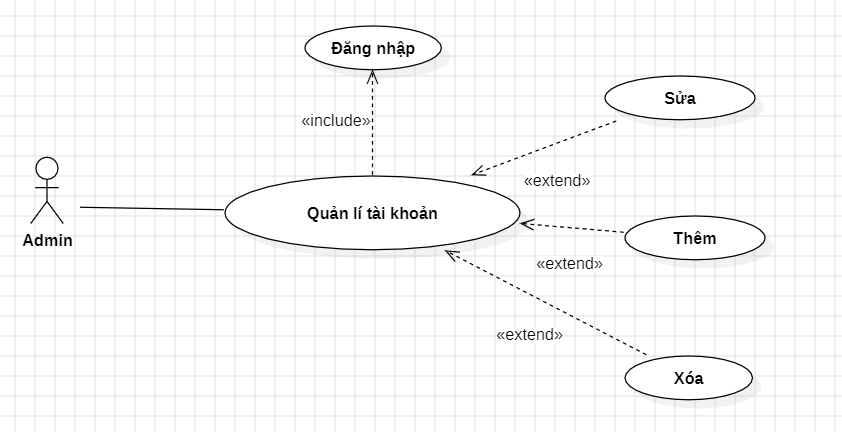 Đăng nhập
«include»
Sửa
«extend»
Quản lí tài khoản
Admin
Thêm
«extend»
«extend»
Xóa